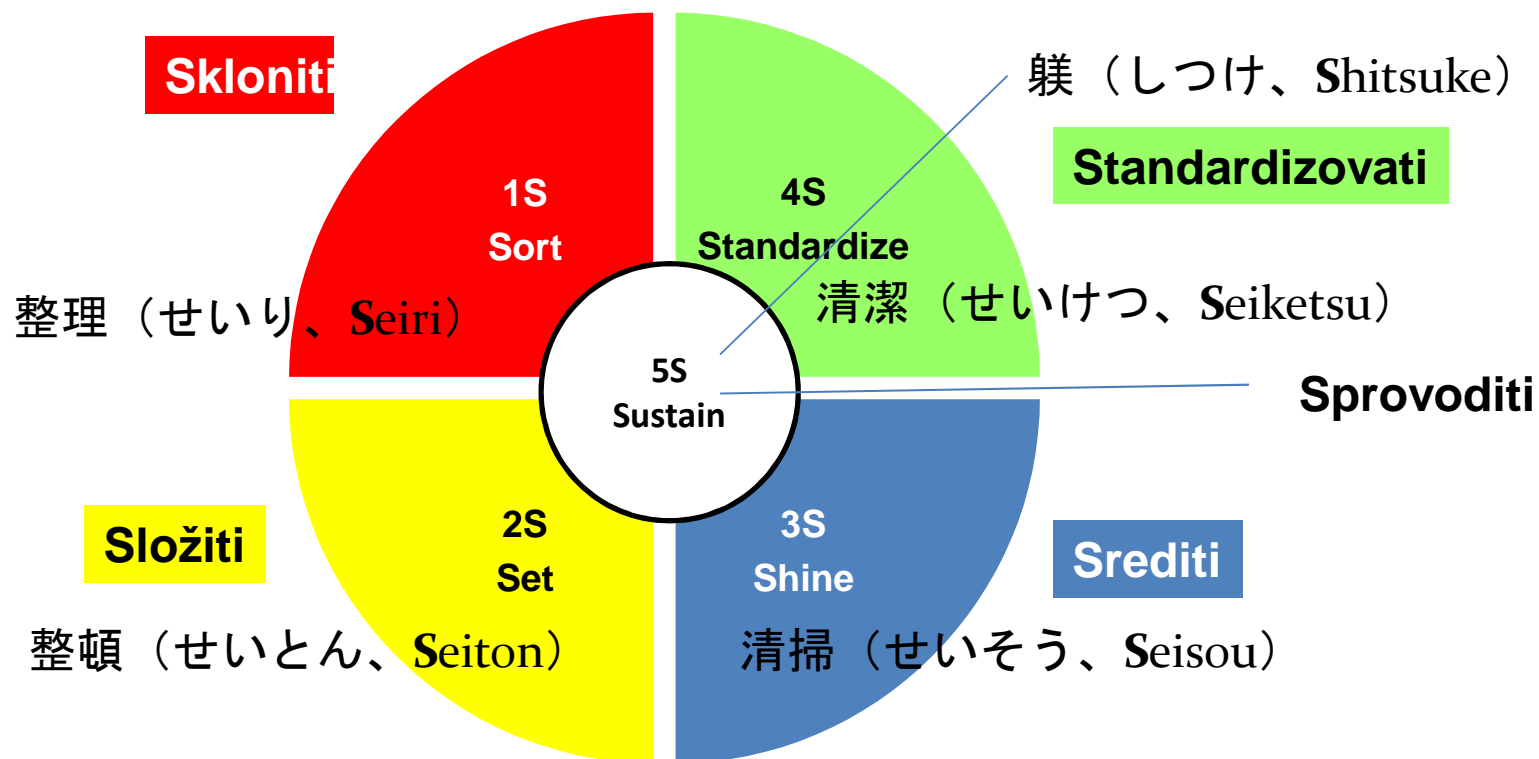 Skloniti
躾（しつけ、Shitsuke）
Standardizovati
1S
Sort
4S
Standardize
整理（せいり、Seiri）
清潔（せいけつ、Seiketsu）
5S
Sustain
Sprovoditi
Složiti
2S
Set
3S
Shine
Srediti
整頓（せいとん、Seiton）
清掃（せいそう、Seisou）